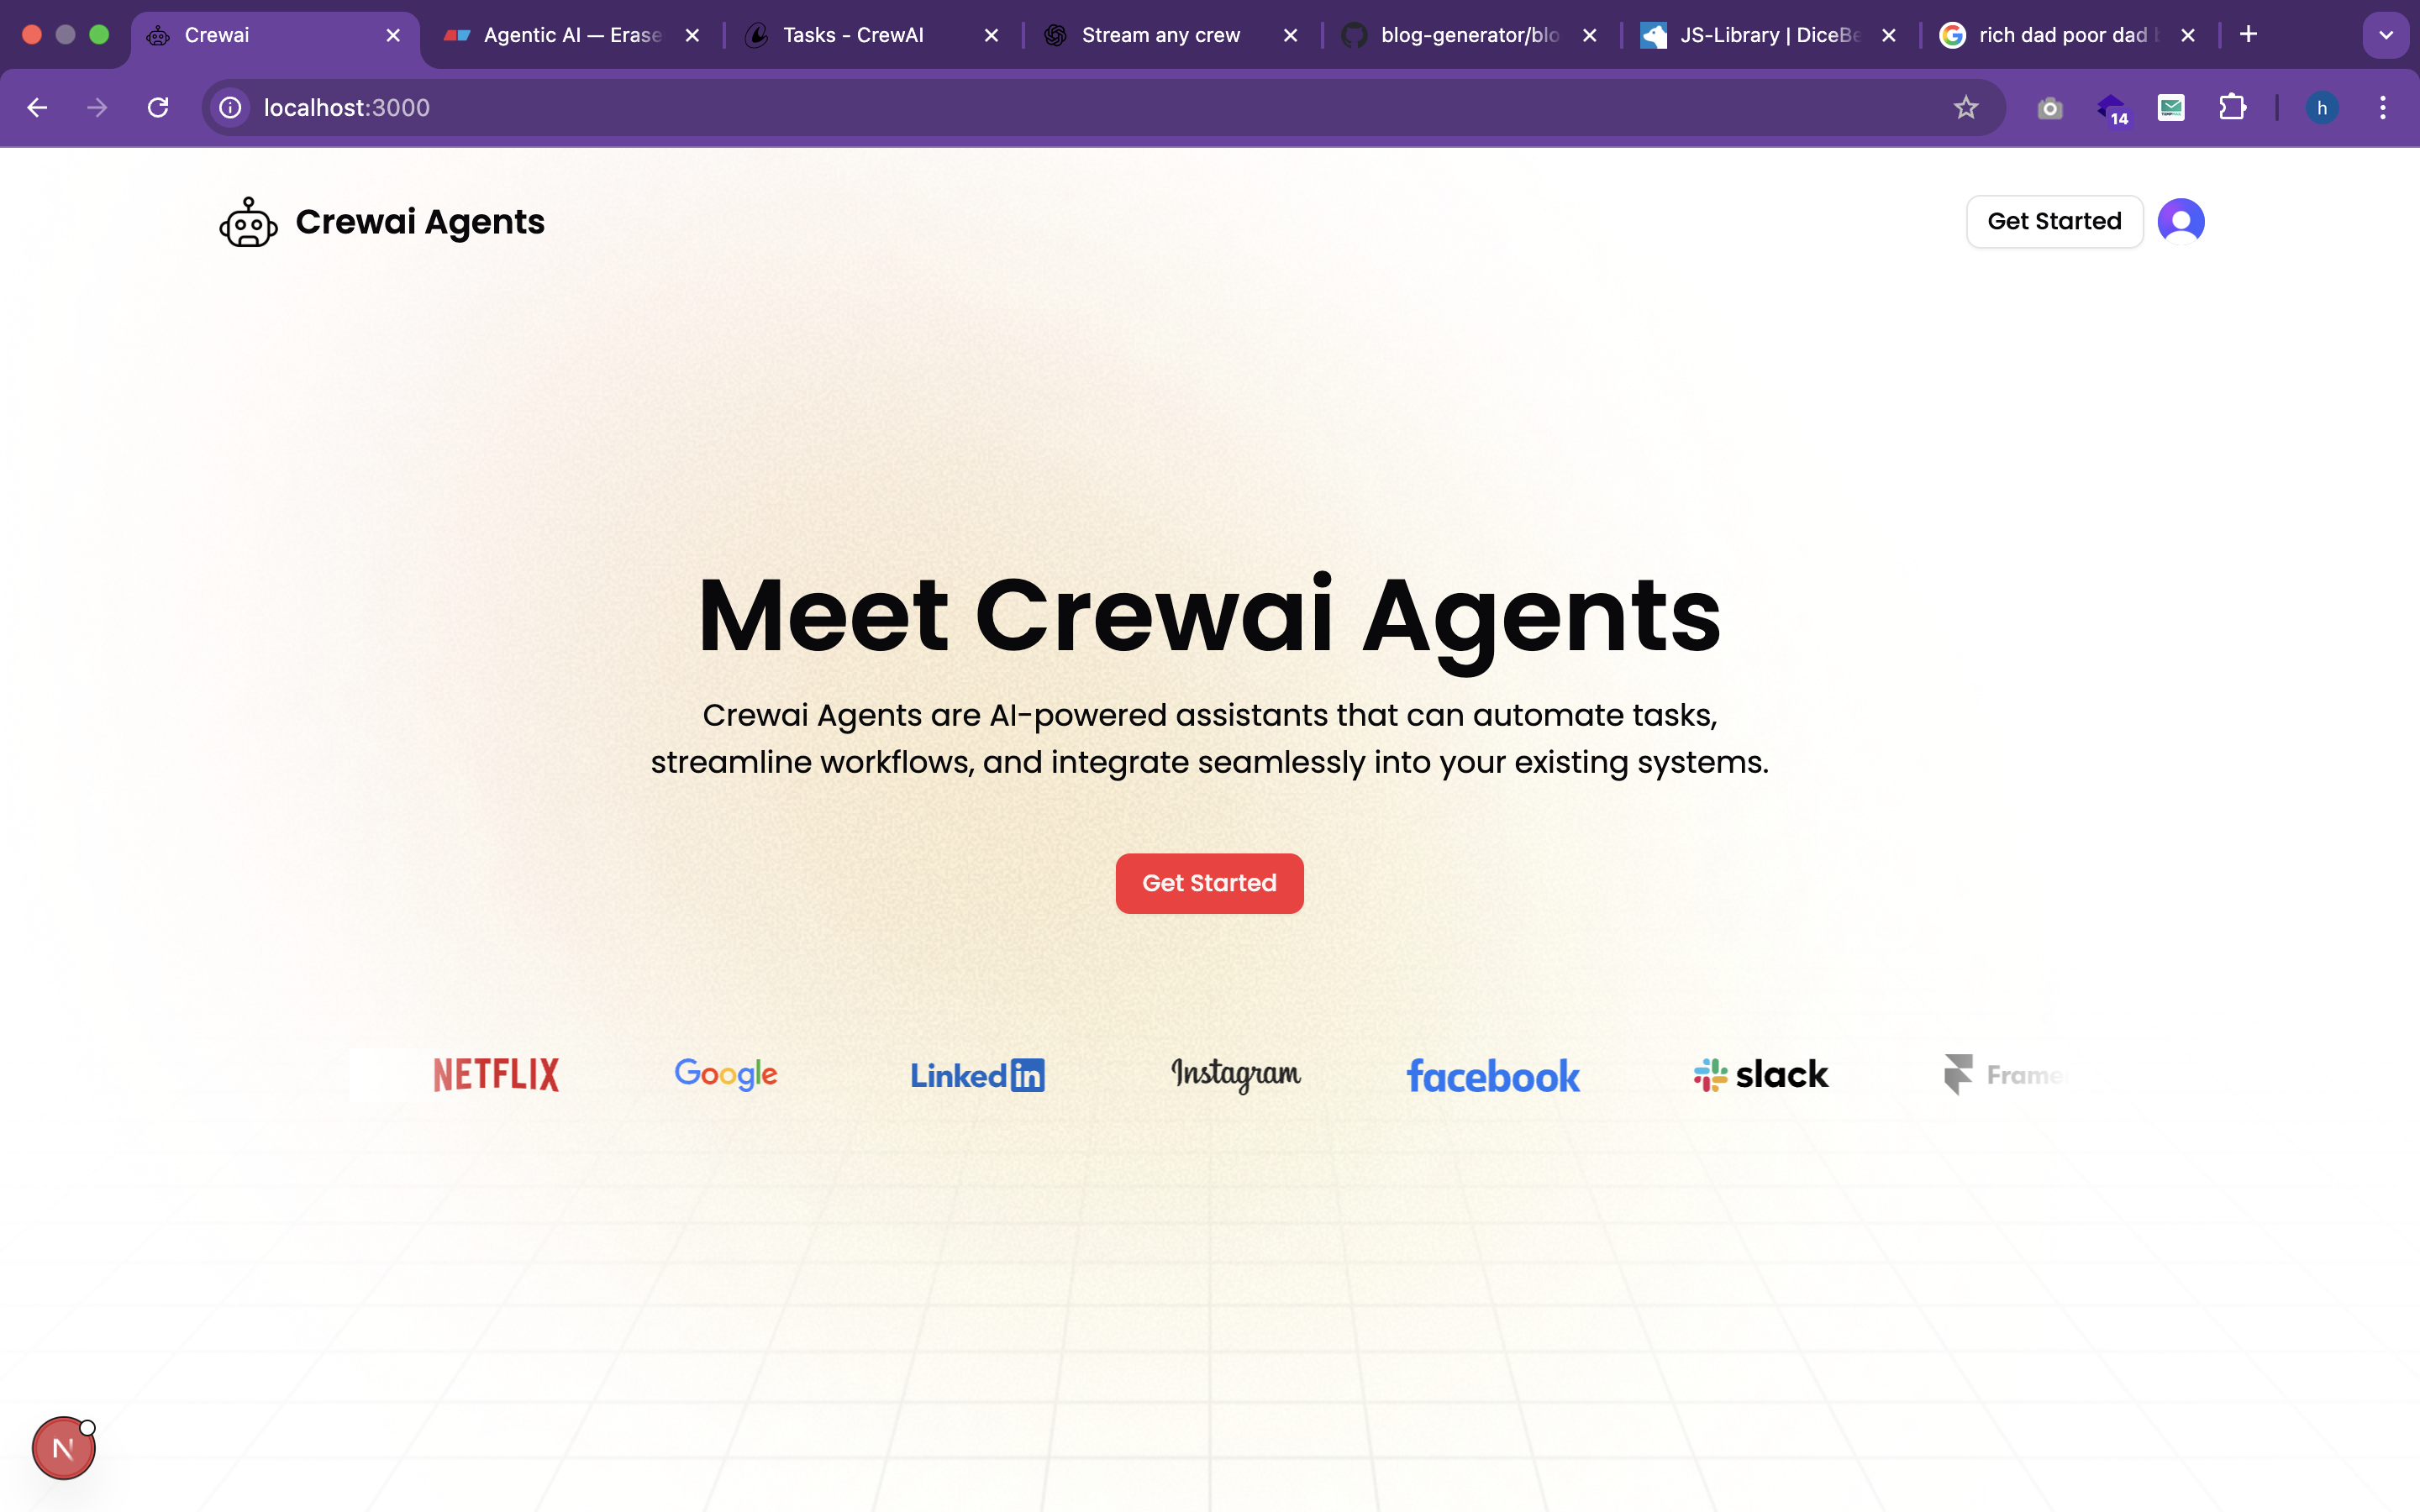 Crewai
Agentic AI — Erase
Tasks - CrewAI
Stream any crew
blog-generator/blo
JS-Library | DiceBe
rich dad poor dad b
localhost:3000
14
h
Crewai Agents
Get Started
Meet Crewai Agents
Crewai Agents are AI-powered assistants that can automate tasks,
streamline workflows, and integrate seamlessly into your existing systems.
Get Started
NETFLIX
Google
Linkedin
Instagram
facebook
slack
Frame
N